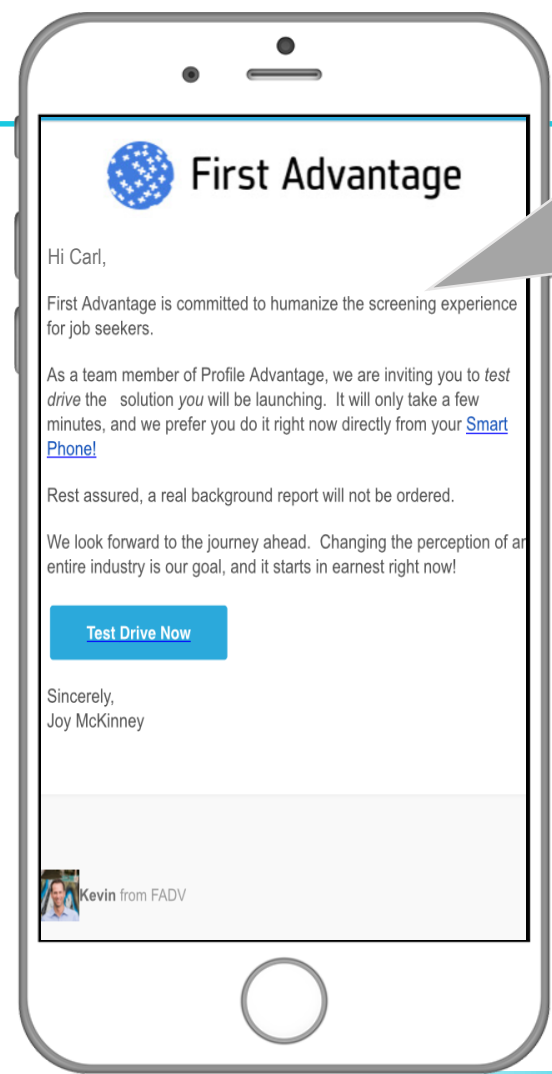 First Advantage
Hi Carl,
First Advantage is committed to humanize the screening experience
for job seekers.
As a team member of Profile Advantage, we are inviting you to test
drive the solution you will be launching. It will only take a few
minutes, and we prefer you do it right now directly from your Smart
Phone!
Rest assured, a real background report will not be ordered.
We look forward to the journey ahead. Changing the perception of an
entire industry is our goal, and it starts in earnest right now!
Test Drive Now
Sincerely,
Joy McKinney
Kevin from FADV